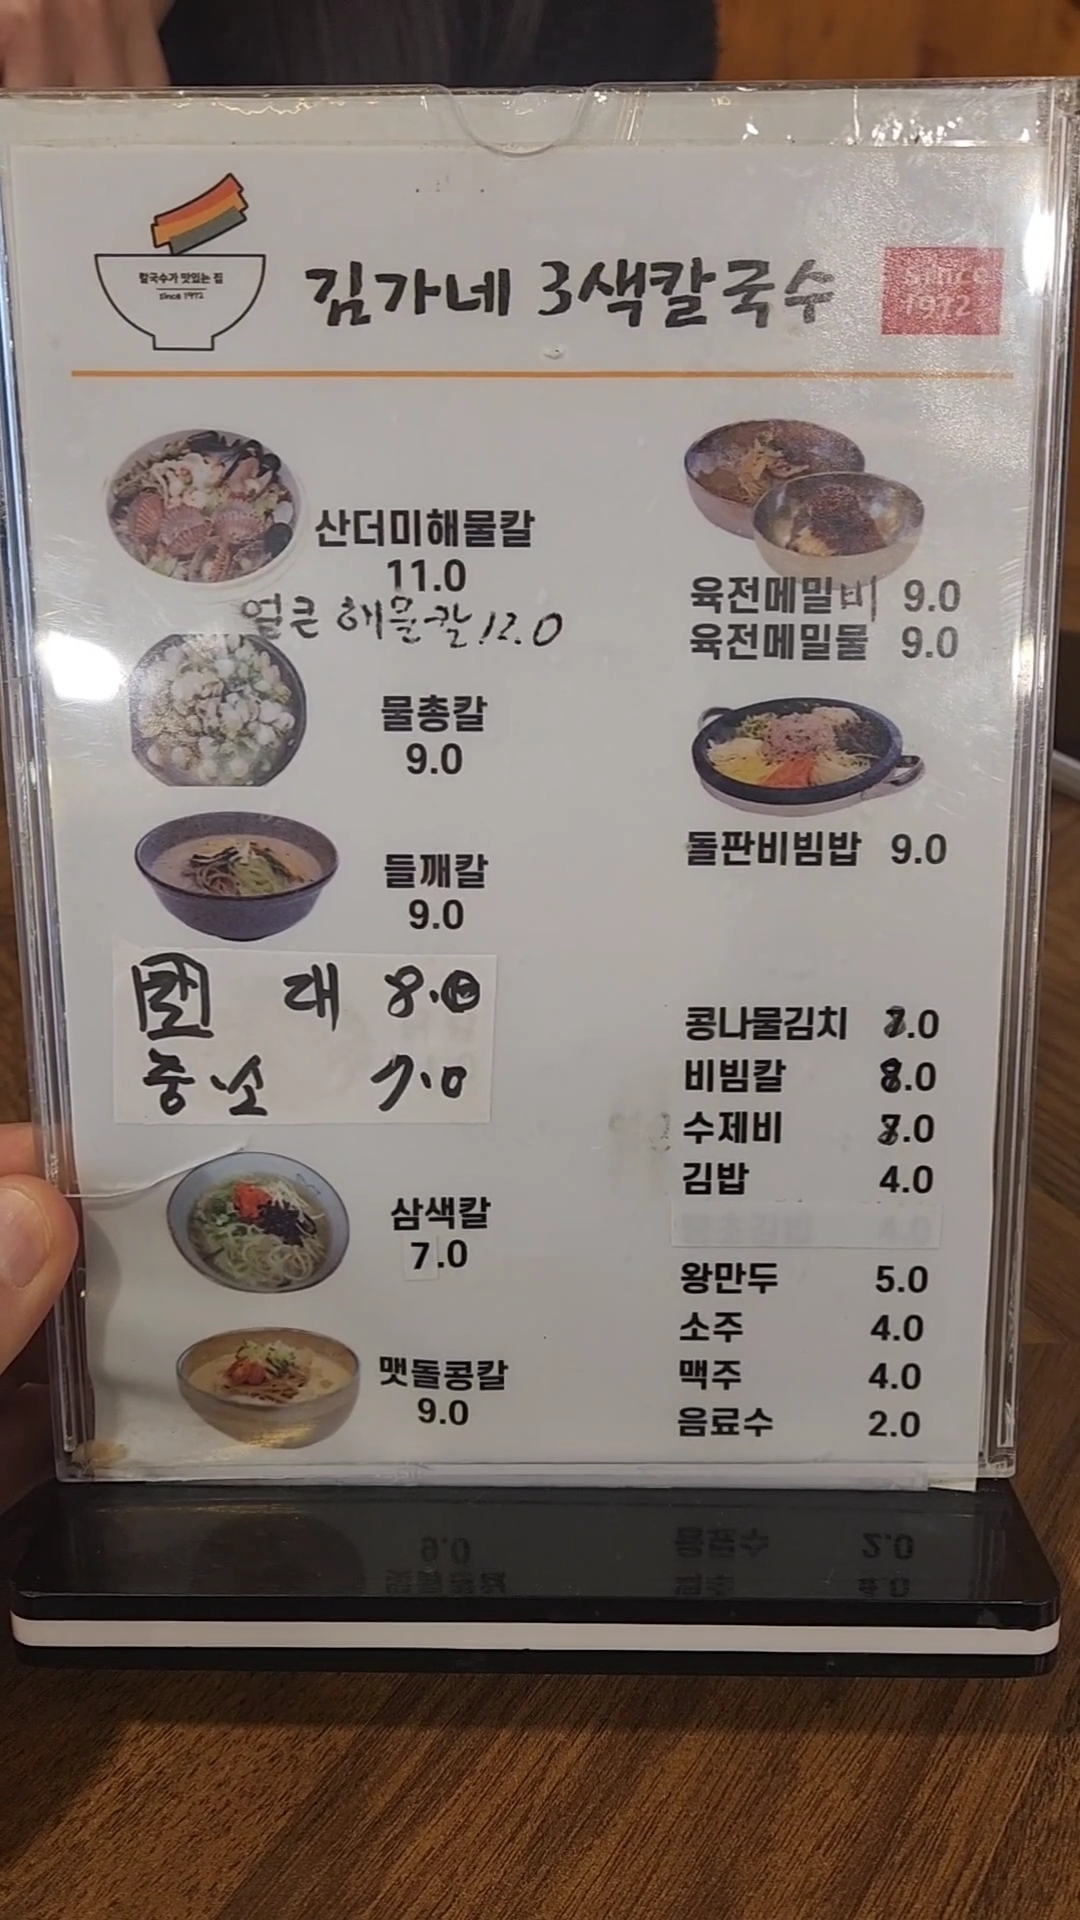 칼국수가 맛있는 집
since 1972
김가네 3색칼국수
since
1972
산더미해물칼
11.0
얼큰 해물칼 12.0
물총칼
9.0
들깨칼
9.0
칼 대 8.0
중 소 7.0
삼색칼
7.0
맷돌콩칼
9.0
육전메밀비 9.0
육전메밀물 9.0
돌판비빔밥 9.0
콩나물김치 .0
비빔칼 8.0
수제비 .0
김밥 4.0
왕만두 5.0
소주 4.0
맥주 4.0
음료수 2.0